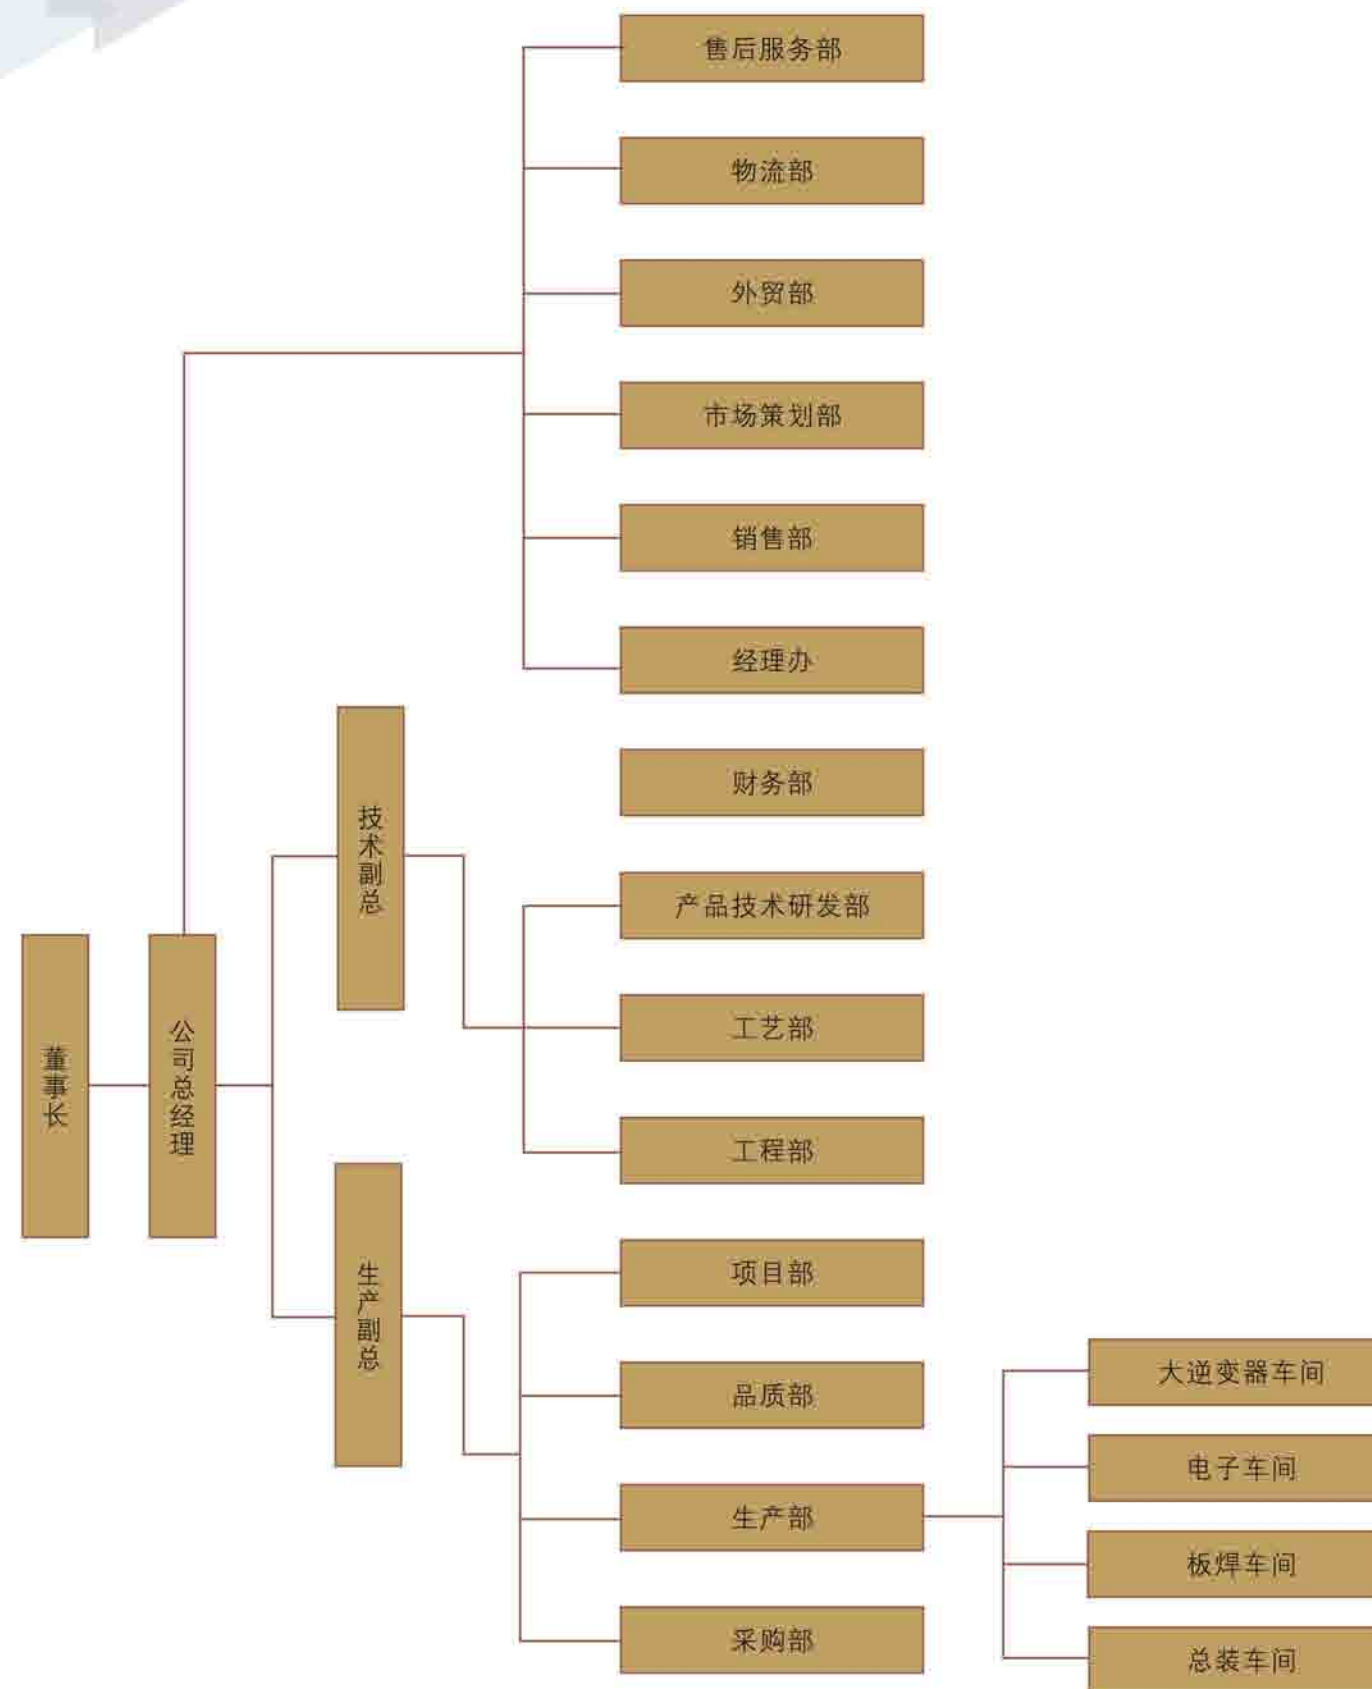 售后服务部
物流部
外贸部
市场策划部
销售部
经理办
财务部
技术副总
产品技术研发部
工艺部
工程部
董事长
公司总经理
生产副总
项目部
品质部
生产部
采购部
大逆变器车间
电子车间
板焊车间
总装车间